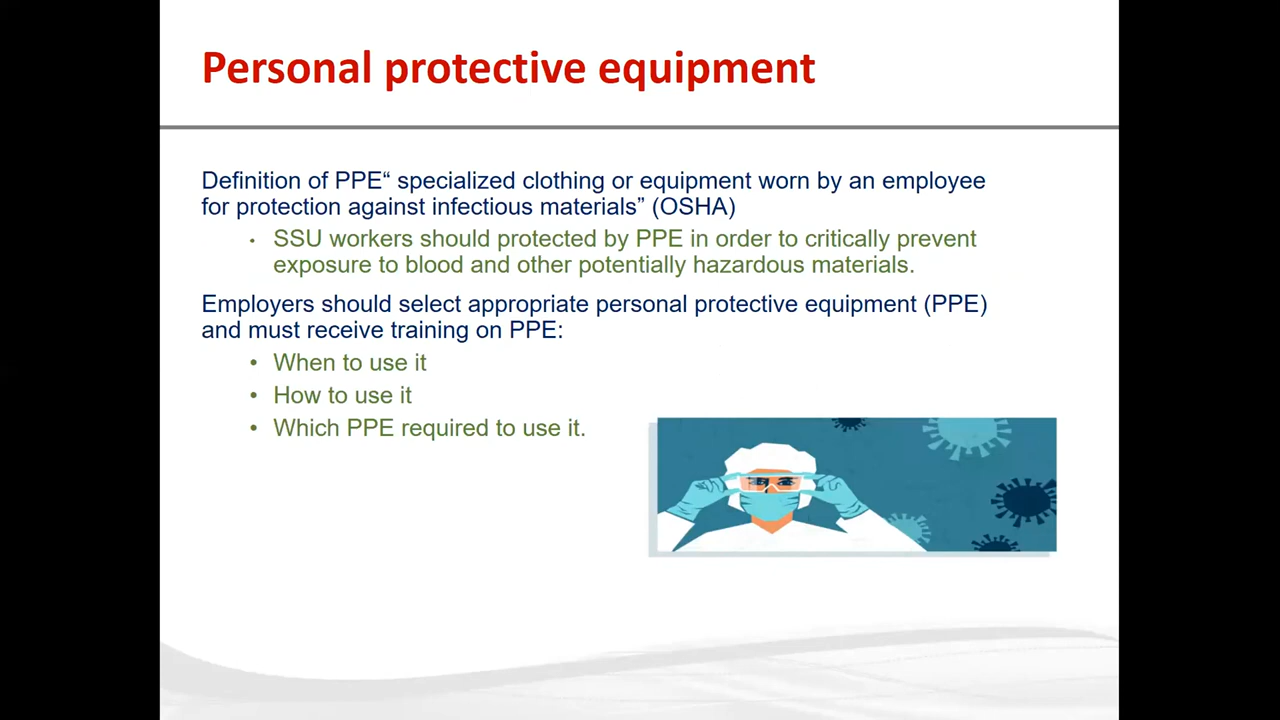 Personal protective equipment
Definition of PPE“ specialized clothing or equipment worn by an employee
for protection against infectious materials” (OSHA)
• SSU workers should protected by PPE in order to critically prevent
exposure to blood and other potentially hazardous materials.
Employers should select appropriate personal protective equipment (PPE)
and must receive training on PPE:
• When to use it
• How to use it
• Which PPE required to use it.